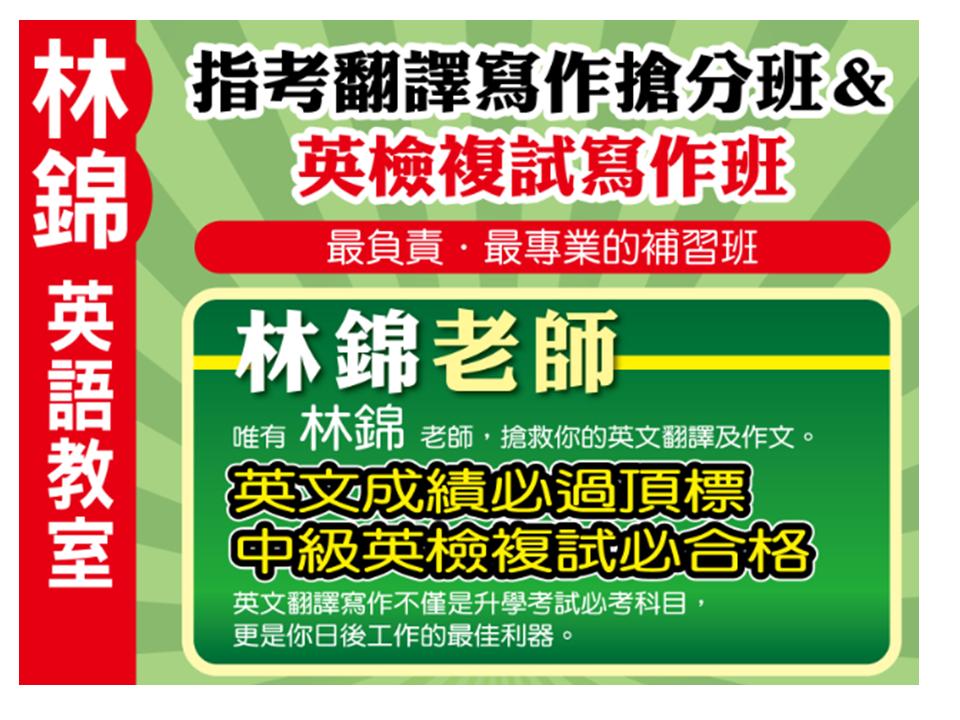 林錦 英語教室
指考翻譯寫作搶分班&
英檢複試寫作班
最負責．最專業的補習班
林錦老師
唯有 林錦 老師，搶救你的英文翻譯及作文。
英文成績必過頂標
中級英檢複試必合格
英文翻譯寫作不僅是升學考試必考科目，
更是你日後工作的最佳利器。